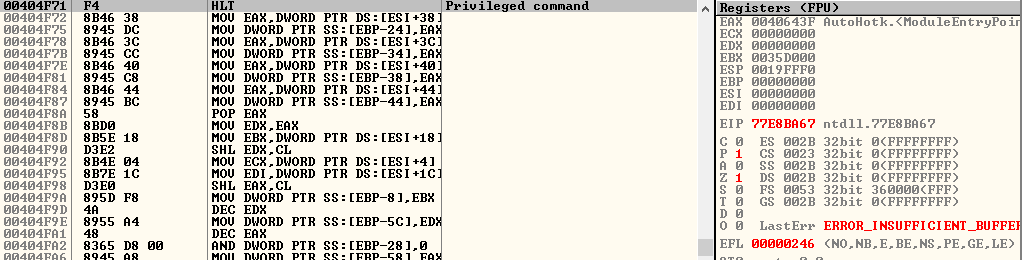 00404F71 F4 HLT Privileged command
00404F72 8B46 38 MOV EAX,DWORD PTR DS:[ESI+38]
00404F75 8945 DC MOV DWORD PTR SS:[EBP-24],EAX
00404F78 8B46 3C MOV EAX,DWORD PTR DS:[ESI+3C]
00404F7B 8945 CC MOV DWORD PTR SS:[EBP-34],EAX
00404F7E 8B46 40 MOV EAX,DWORD PTR DS:[ESI+40]
00404F81 8945 C8 MOV DWORD PTR SS:[EBP-38],EAX
00404F84 8B46 44 MOV EAX,DWORD PTR DS:[ESI+44]
00404F87 8945 BC MOV DWORD PTR SS:[EBP-44],EAX
00404F8A 58 POP EAX
00404F8B 8BD0 MOV EDX,EAX
00404F8D 8B5E 18 MOV EBX,DWORD PTR DS:[ESI+18]
00404F90 D3E2 SHL EDX,CL
00404F92 8B4E 04 MOV ECX,DWORD PTR DS:[ESI+4]
00404F95 8B7E 1C MOV EDI,DWORD PTR DS:[ESI+1C]
00404F98 D3E0 SHL EAX,CL
00404F9A 895D F8 MOV DWORD PTR SS:[EBP-8],EBX
00404F9D 4A DEC EDX
00404F9E 8955 A4 MOV DWORD PTR SS:[EBP-5C],EDX
00404FA1 48 DEC EAX
00404FA2 8365 D8 00 AND DWORD PTR SS:[EBP-28],0
00404FA6 8945 A8 MOV DWORD PTR SS:[EBP-58],EAX
Registers (FPU)
EAX 0040643F AutoHotk.<ModuleEntryPoin
ECX 00000000
EDX 00000000
EBX 0035D000
ESP 0019FFF0
EBP 00000000
ESI 00000000
EDI 00000000
EIP 77E8BA67 ntdll.77E8BA67
C 0 ES 002B 32bit 0(FFFFFFFF)
P 1 CS 0023 32bit 0(FFFFFFFF)
A 0 SS 002B 32bit 0(FFFFFFFF)
Z 1 DS 002B 32bit 0(FFFFFFFF)
S 0 FS 0053 32bit 360000(FFF)
T 0 GS 002B 32bit 0(FFFFFFFF)
D 0
O 0 LastErr ERROR_INSUFFICIENT_BUFFE
EFL 00000246 (NO,NB,E,BE,NS,PE,GE,LE)